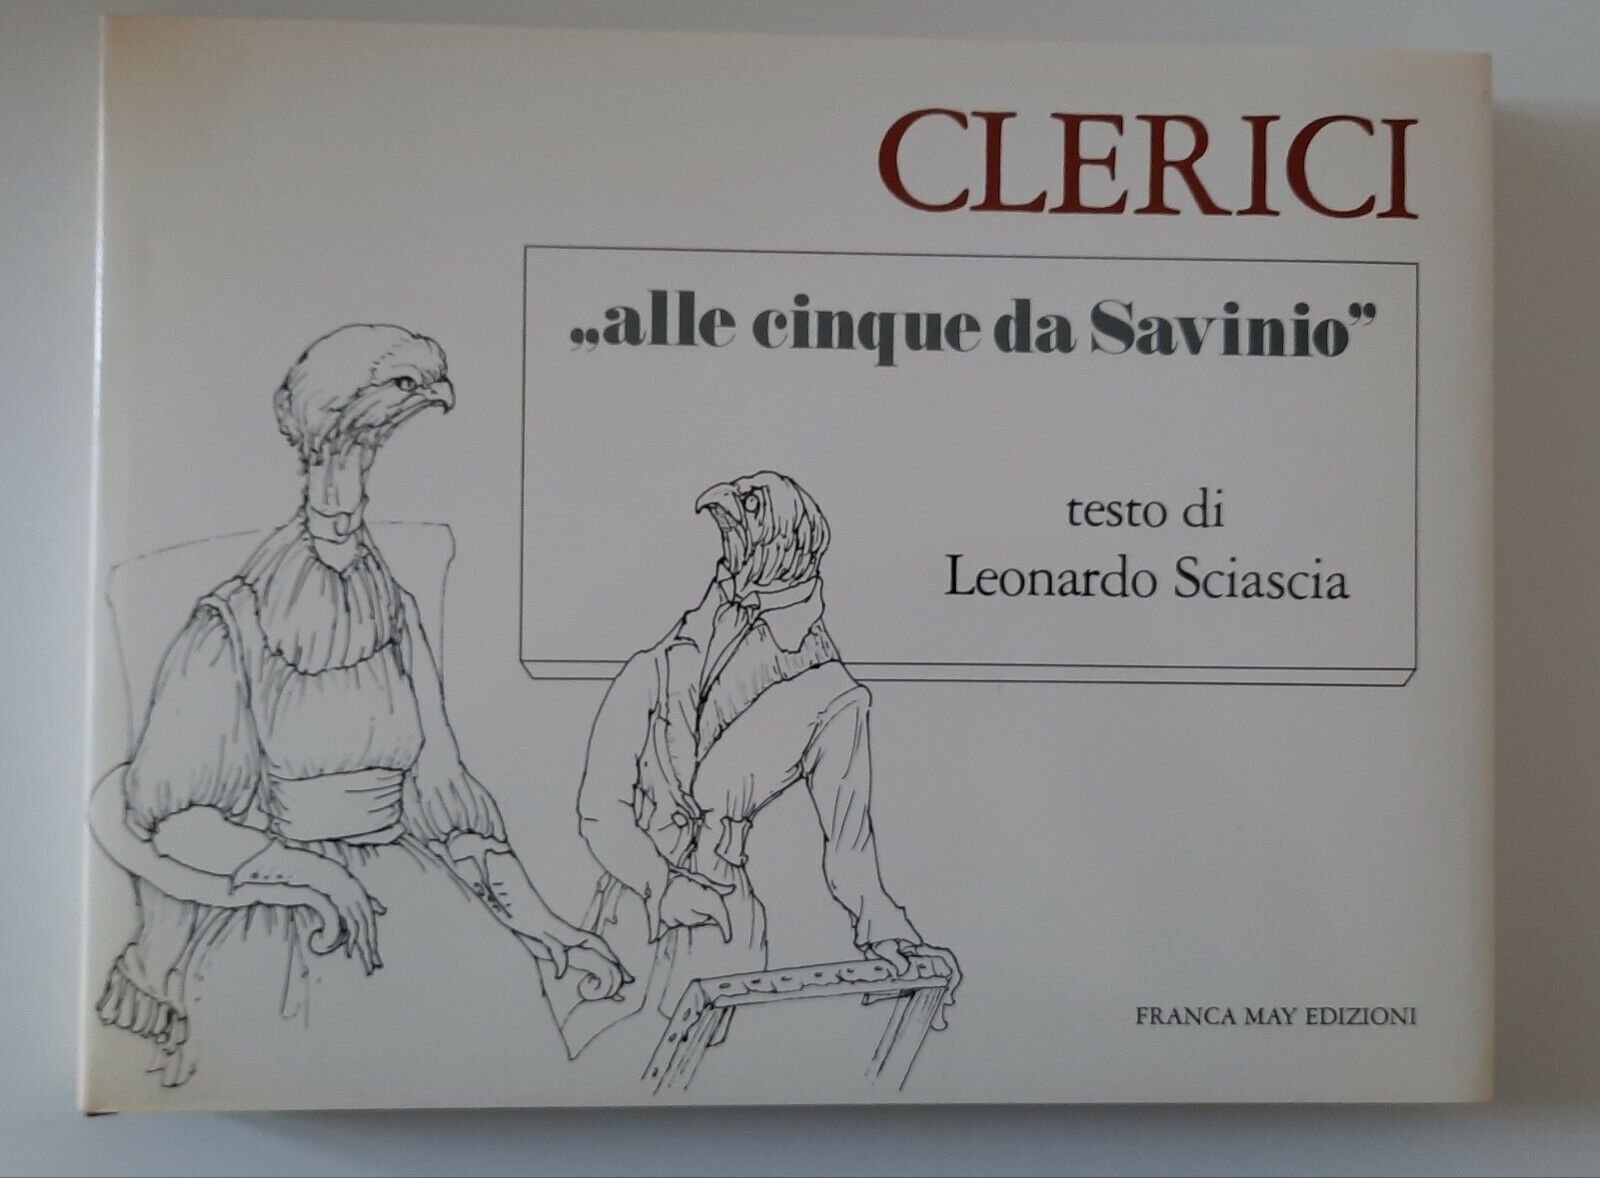 CLERICI
„alle cinque da Savinio”
testo di
Leonardo Sciascia
FRANCA MAY EDIZIONI